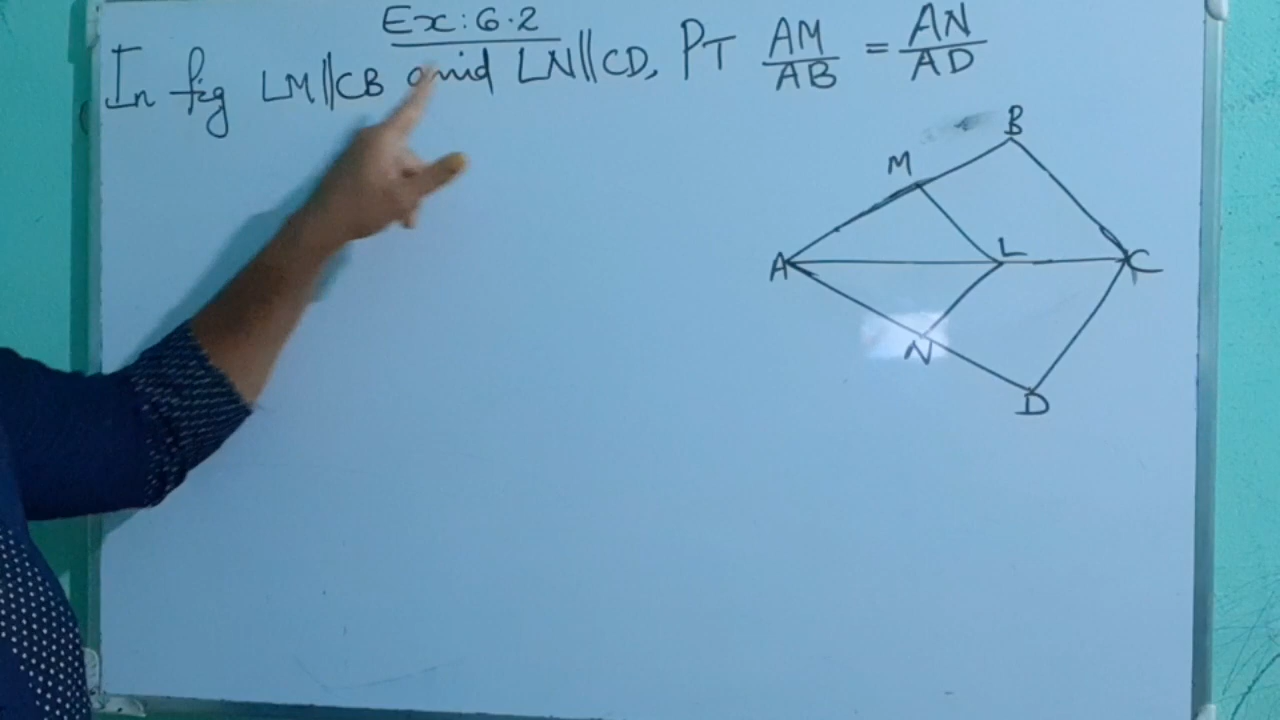 Ex: 6.2
In fig LM||CB and LN||CD, PT AM/AB = AN/AD
B
M
A
L
C
N
D